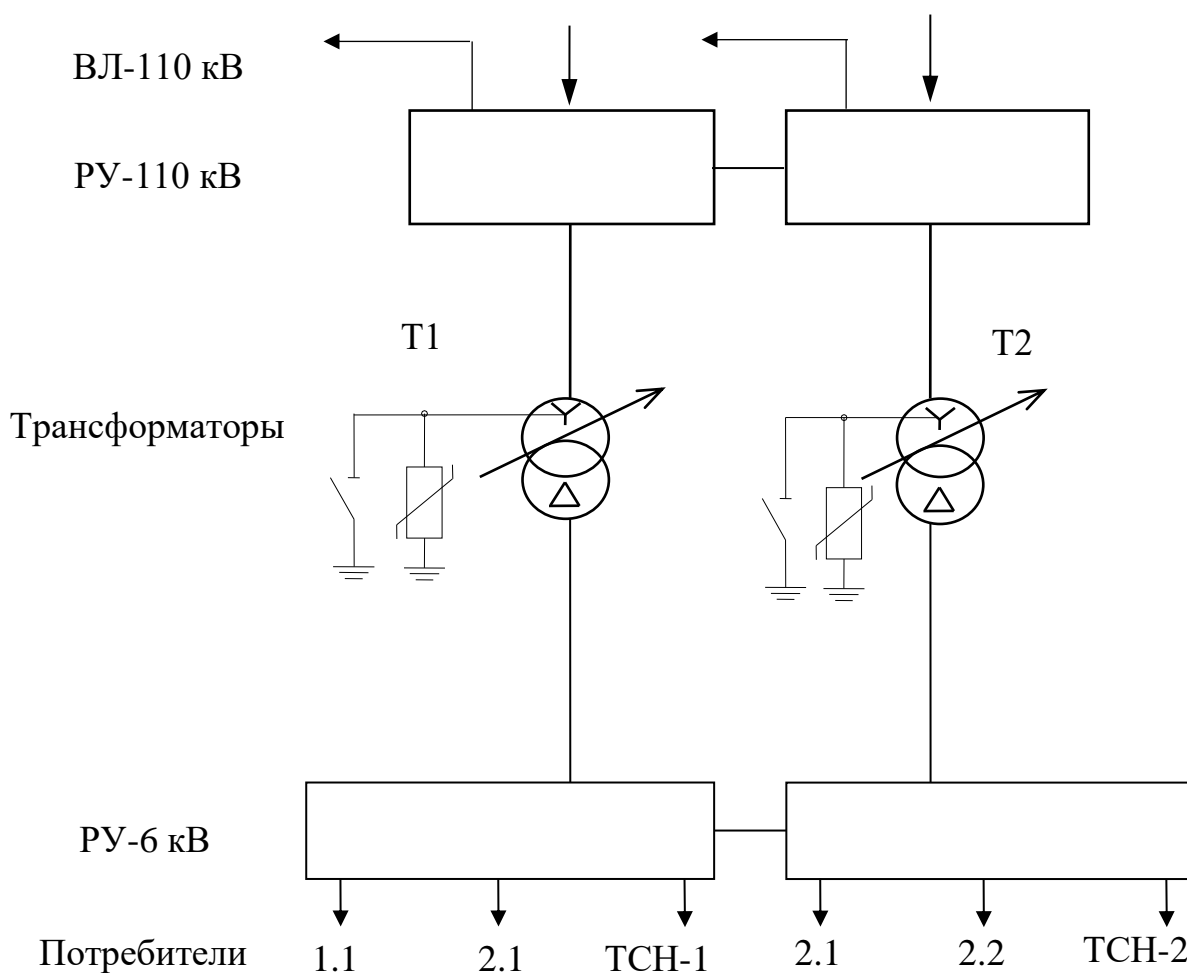 ВЛ-110 кВ
РУ-110 кВ
Т1
Т2
Трансформаторы
РУ-6 кВ
Потребители 1.1 2.1 ТСН-1 2.1 2.2 ТСН-2